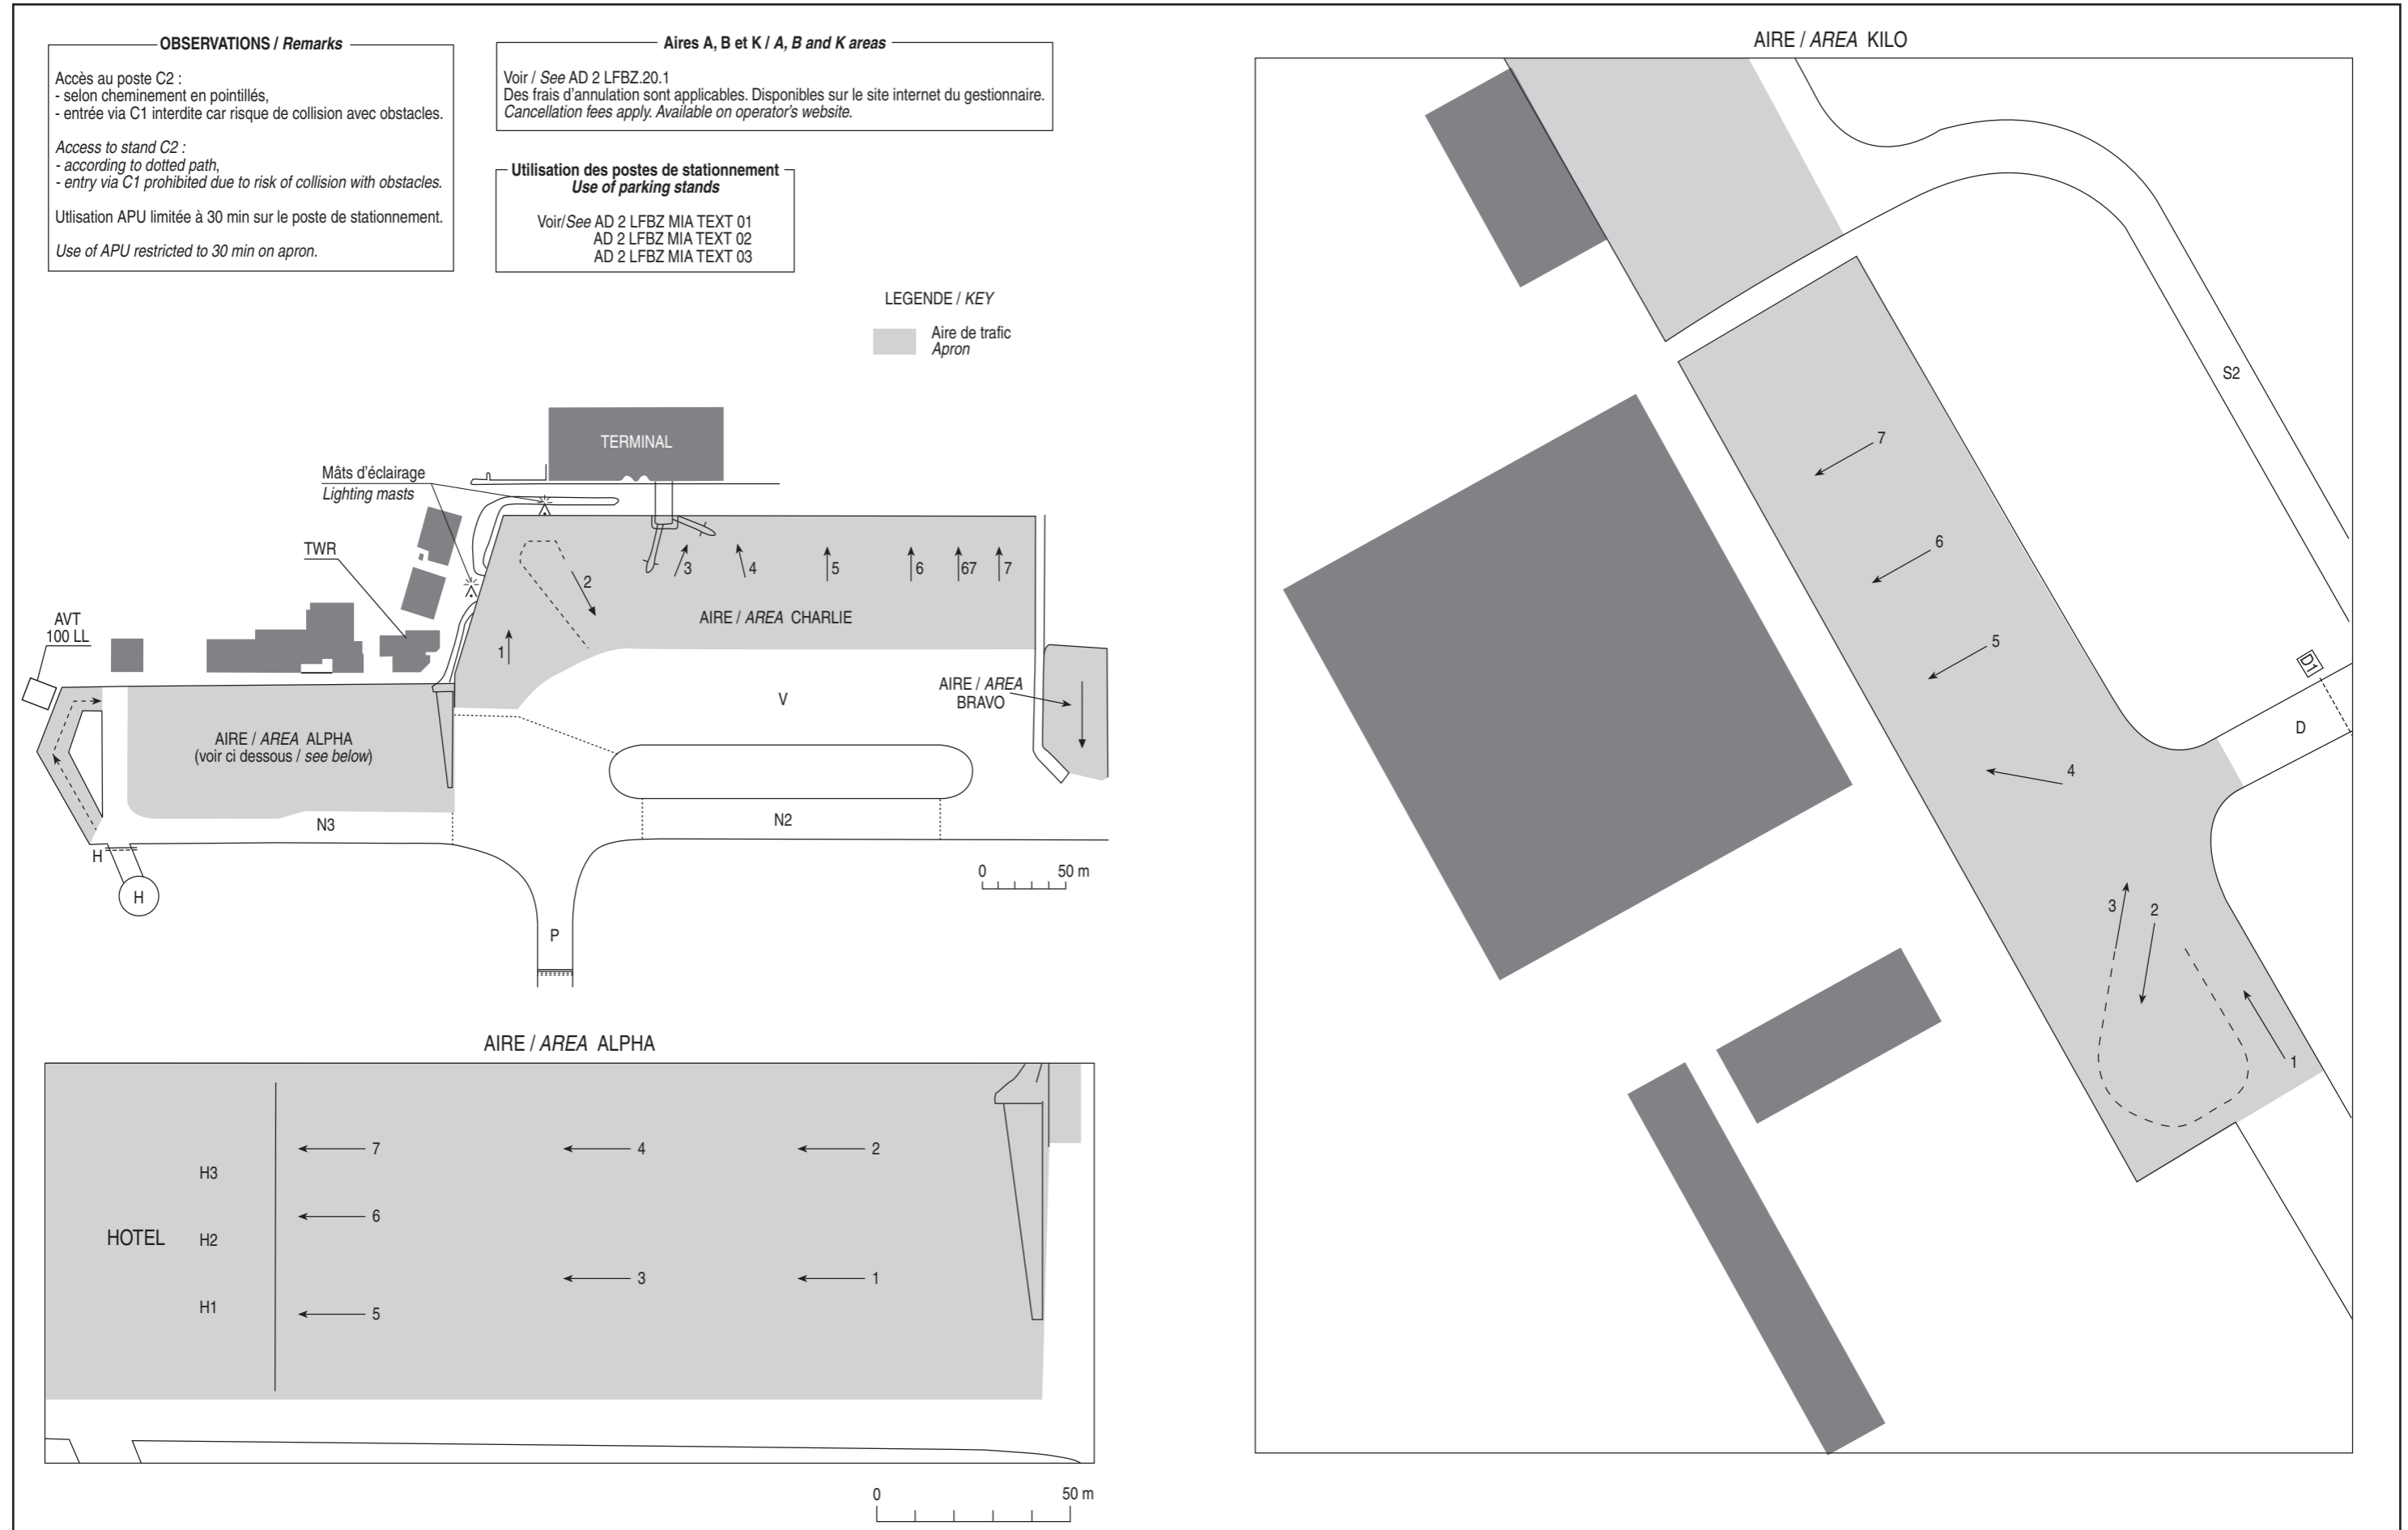 OBSERVATIONS / Remarks
Accès au poste C2 :
- selon cheminement en pointillés,
- entrée via C1 interdite car risque de collision avec obstacles.
Access to stand C2 :
- according to dotted path,
- entry via C1 prohibited due to risk of collision with obstacles.
Utlisation APU limitée à 30 min sur le poste de stationnement.
Use of APU restricted to 30 min on apron.
Aires A, B et K / A, B and K areas
Voir / See AD 2 LFBZ.20.1
Des frais d'annulation sont applicables. Disponibles sur le site internet du gestionnaire.
Cancellation fees apply. Available on operator's website.
Utilisation des postes de stationnement
Use of parking stands
Voir/See AD 2 LFBZ MIA TEXT 01
AD 2 LFBZ MIA TEXT 02
AD 2 LFBZ MIA TEXT 03
LEGENDE / KEY
Aire de trafic
Apron
TERMINAL
Mâts d'éclairage
Lighting masts
TWR
AVT
100 LL
1
2
3
4
5
6
67
7
AIRE / AREA CHARLIE
AIRE / AREA
BRAVO
V
AIRE / AREA ALPHA
(voir ci dessous / see below)
N3
N2
H
H
P
0 50 m
AIRE / AREA ALPHA
7
4
2
H3
6
HOTEL
H2
3
1
H1
5
0 50 m
AIRE / AREA KILO
S2
7
6
5
D1
D
4
3
2
1